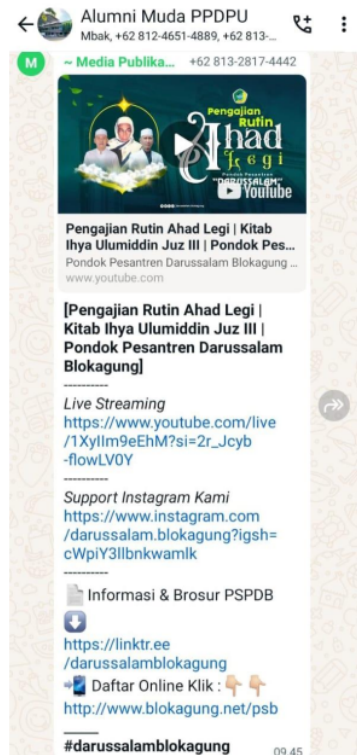 Alumni Muda PPDPU
Mbak, +62 812-4651-4889, +62 813-...
M
~ Media Publika... +62 813-2817-4442
Pengajian
Rutin
Ahad
Legi
Pondok Pesantren
"DARUSSALAM"
YouTube
Pengajian Rutin Ahad Legi | Kitab
Ihya Ulumiddin Juz III | Pondok Pes...
Pondok Pesantren Darussalam Blokagung ...
www.youtube.com
[Pengajian Rutin Ahad Legi |
Kitab Ihya Ulumiddin Juz III |
Pondok Pesantren Darussalam
Blokagung]
----------
Live Streaming
https://www.youtube.com/live
/1XyIIm9eEhM?si=2r_Jcyb
-flowLV0Y
----------
Support Instagram Kami
https://www.instagram.com
/darussalam.blokagung?igsh=
cWpiY3llbnkwamlk
----------
Informasi & Brosur PSPDB
https://linktr.ee
/darussalamblokagung
Daftar Online Klik :
http://www.blokagung.net/psb
_____
#darussalamblokagung
09.45